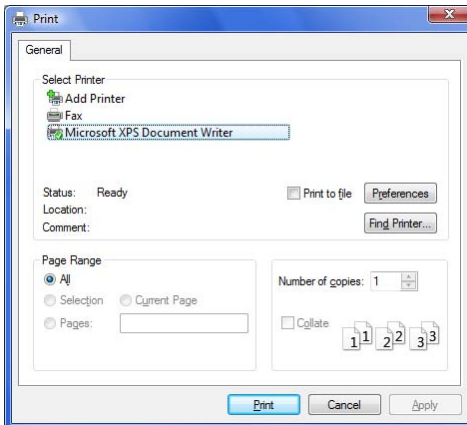 Print
General
Select Printer
Add Printer
Fax
Microsoft XPS Document Writer
Status: Ready
Location:
Comment:
Print to file
Preferences
Find Printer...
Page Range
All
Selection
Current Page
Pages:
Number of copies: 1
Collate
1 1 2 2 3 3
Print
Cancel
Apply